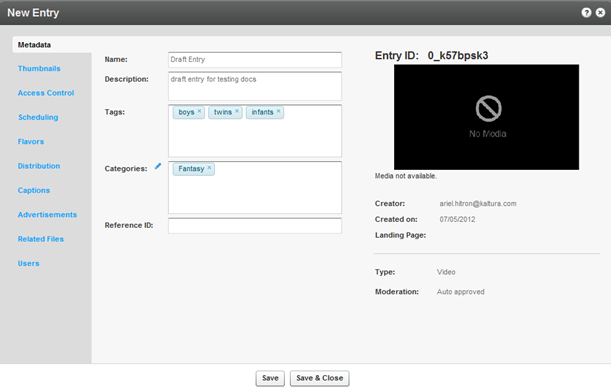 New Entry
?
Metadata
Thumbnails
Access Control
Scheduling
Flavors
Distribution
Captions
Advertisements
Related Files
Users
Name: Draft Entry
Description: draft entry for testing docs
Tags: boys × twins × infants ×
Categories: Fantasy ×
Reference ID:
Entry ID: 0_k57bpsk3
No Media
Media not available.
Creator: ariel.hitron@kaltura.com
Created on: 07/05/2012
Landing Page:
Type: Video
Moderation: Auto approved
Save Save & Close